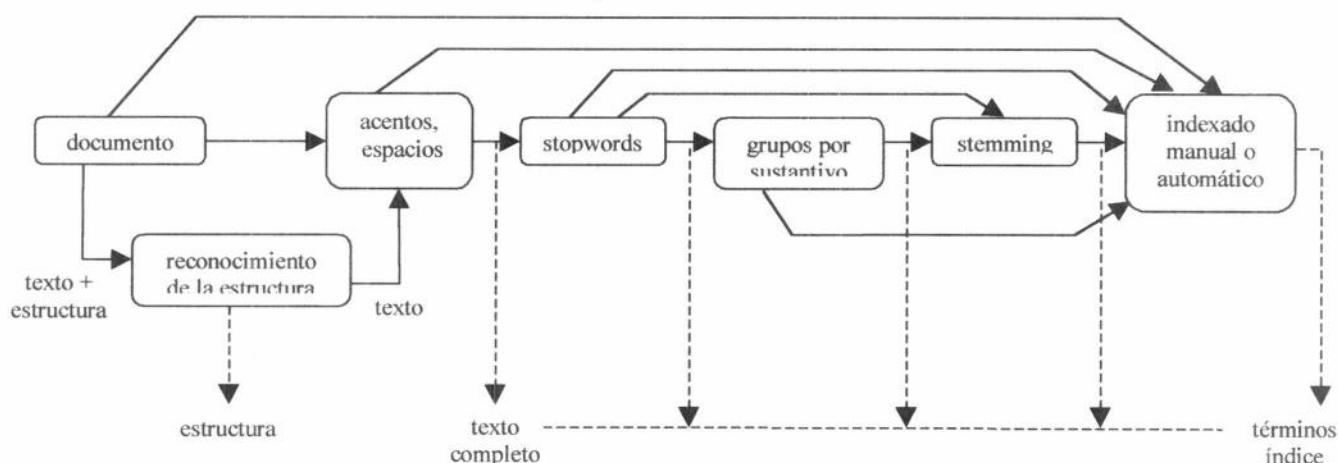 documento
acentos,
espacios
stopwords
grupos por
sustantivo
stemming
indexado
manual o
automático
reconocimiento
de la estructura
texto +
estructura
texto
estructura
texto
completo
términos
índice